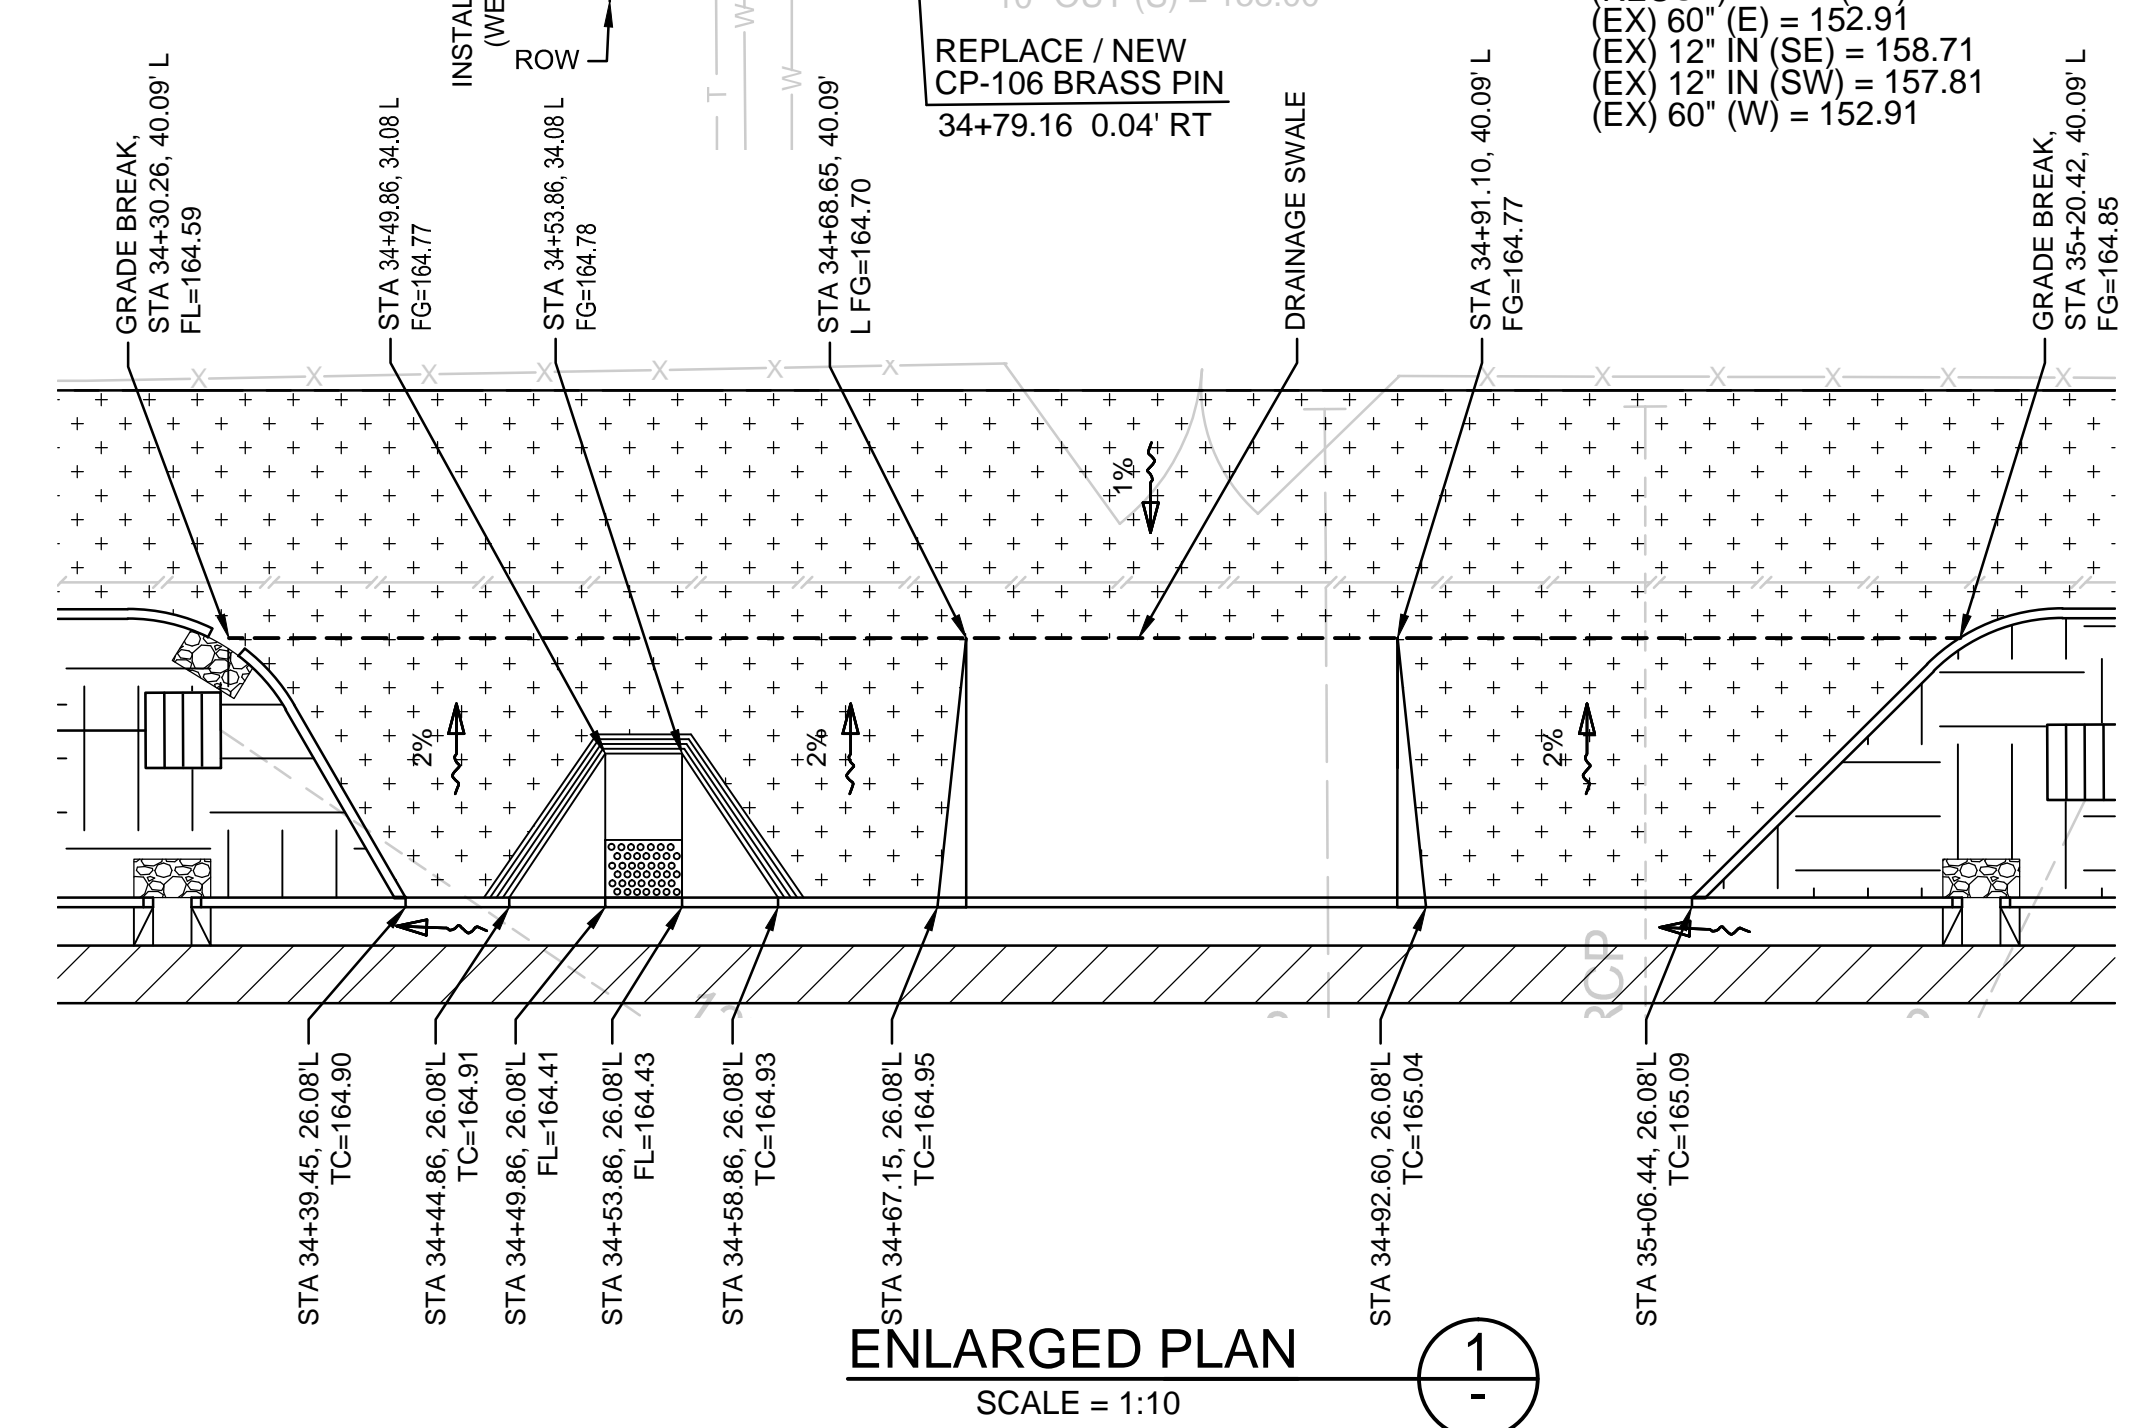 INSTAL
(WE
ROW
10" OUT (S) = 158.00
REPLACE / NEW
CP-106 BRASS PIN
34+79.16 0.04' RT
(EX) 60" (E) = 152.91
(EX) 12" IN (SE) = 158.71
(EX) 12" IN (SW) = 157.81
(EX) 60" (W) = 152.91
T
W
W
GRADE BREAK,
STA 34+30.26, 40.09' L
FL=164.59
STA 34+49.86, 34.08 L
FG=164.77
STA 34+53.86, 34.08 L
FG=164.78
STA 34+68.65, 40.09'
L FG=164.70
DRAINAGE SWALE
STA 34+91.10, 40.09' L
FG=164.77
GRADE BREAK,
STA 35+20.42, 40.09' L
FG=164.85
1%
2%
2%
2%
RCP
STA 34+39.45, 26.08'L
TC=164.90
STA 34+44.86, 26.08'L
TC=164.91
STA 34+49.86, 26.08'L
FL=164.41
STA 34+53.86, 26.08'L
FL=164.43
STA 34+58.86, 26.08'L
TC=164.93
STA 34+67.15, 26.08'L
TC=164.95
STA 34+92.60, 26.08'L
TC=165.04
STA 35+06.44, 26.08'L
TC=165.09
ENLARGED PLAN
SCALE = 1:10
1
-